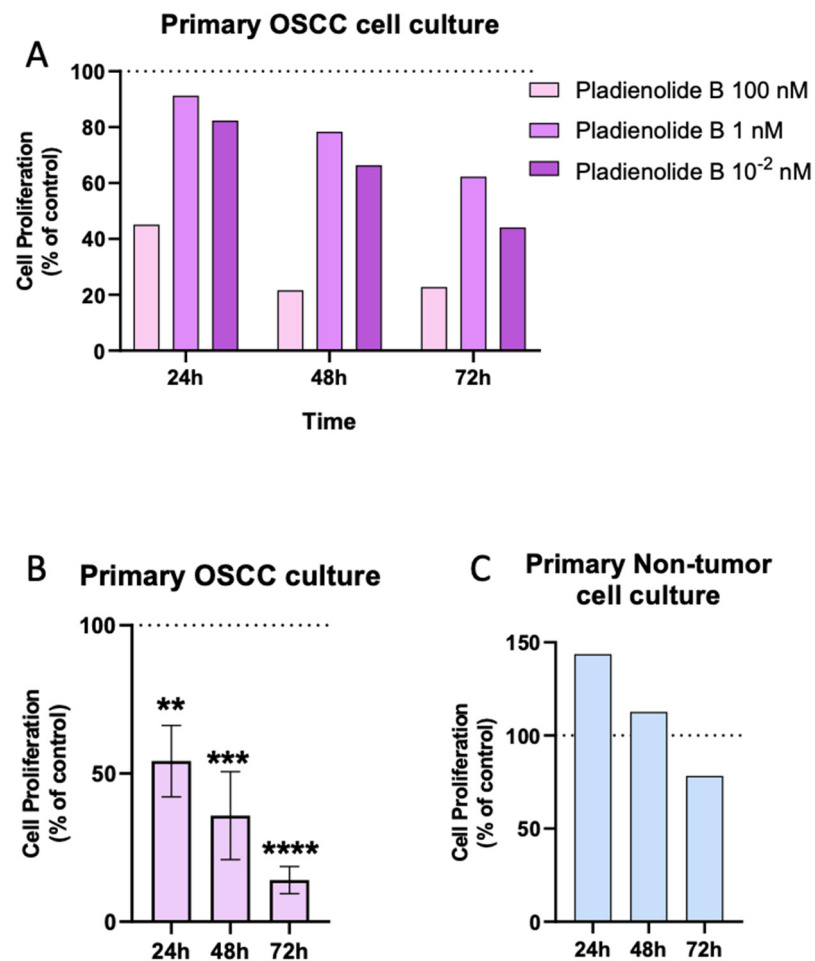 A
Primary OSCC cell culture
Cell Proliferation
(% of control)
100
80
60
40
20
0
24h
48h
72h
Time
Pladienolide B 100 nM
Pladienolide B 1 nM
Pladienolide B 10⁻² nM
B
Primary OSCC culture
Cell Proliferation
(% of control)
100
50
0
**
***
****
24h
48h
72h
C
Primary Non-tumor
cell culture
Cell Proliferation
(% of control)
150
100
50
0
24h
48h
72h